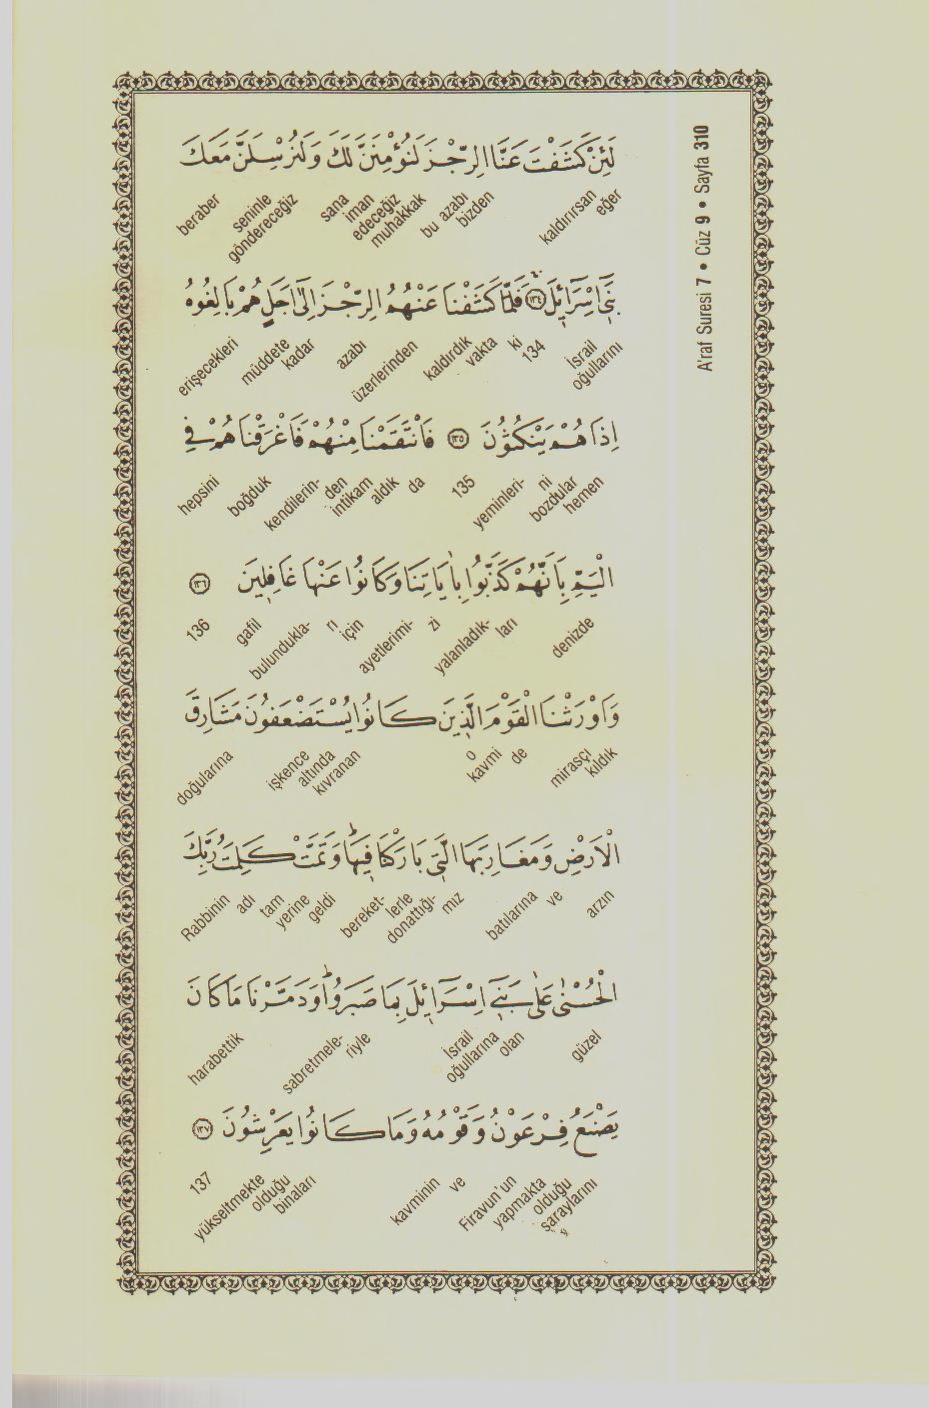 A'raf Suresi 7 • Cüz 9 • Sayfa 310
لَئِنْ كَشَفْتَ عَنَّا الرِّجْزَ لَنُؤْمِنَنَّ لَكَ وَلَنُرْسِلَنَّ مَعَكَ
eğer kaldırırsan bizden bu azabı muhakkak iman edeceğiz sana göndereceğiz seninle beraber
بَنٖٓي اِسْرَٓائٖلَ ﴿١٣٤﴾ فَلَمَّا كَشَفْنَا عَنْهُمُ الرِّجْزَ اِلٰٓى اَجَلٍ هُمْ بَالِغُوهُ
İsrail oğullarını 134 ki vakta kaldırdık üzerlerinden azabı müddete kadar erişecekleri
اِذَا هُمْ يَنْكُثُونَ ﴿١٣٥﴾ فَانْتَقَمْنَا مِنْهُمْ فَاَغْرَقْنَاهُمْ فِي
hemen bozdular yeminleri- ni 135 da intikam aldık kendilerin- den boğduk hepsini
الْيَمِّ بِاَنَّهُمْ كَذَّبُوا بِاٰيَاتِنَا وَكَانُوا عَنْهَا غَافِلٖينَ ﴿١٣٦﴾
denizde yalanladık- ları ayetlerimi- zi için bulundukla- rı gafil 136
وَاَوْرَثْنَا الْقَوْمَ الَّذٖينَ كَانُوا يُسْتَضْعَفُونَ مَشَارِقَ
mirasçı kıldık de o kavmi işkence altında kıvranan doğularına
الْاَرْضِ وَمَغَارِبَهَا الَّتٖي بَارَكْنَا فٖيهَاؕ وَتَمَّتْ كَلِمَتُ رَبِّكَ
arzın ve batılarına bereket- lerle donattığı- mız tam yerine geldi adı Rabbinin
الْحُسْنٰى عَلٰى بَنٖٓي اِسْرَٓائٖلَ بِمَا صَبَرُواؕ وَدَمَّرْنَا مَا كَانَ
güzel İsrail oğullarına olan sabretmele- riyle harabettik
يَصْنَعُ فِرْعَوْنُ وَقَوْمُهُ وَمَا كَانُوا يَعْرِشُونَ ﴿١٣٧﴾
Firavun'un yapmakta olduğu şaraylarını ve kavminin yükseltmekte olduğu binaları 137